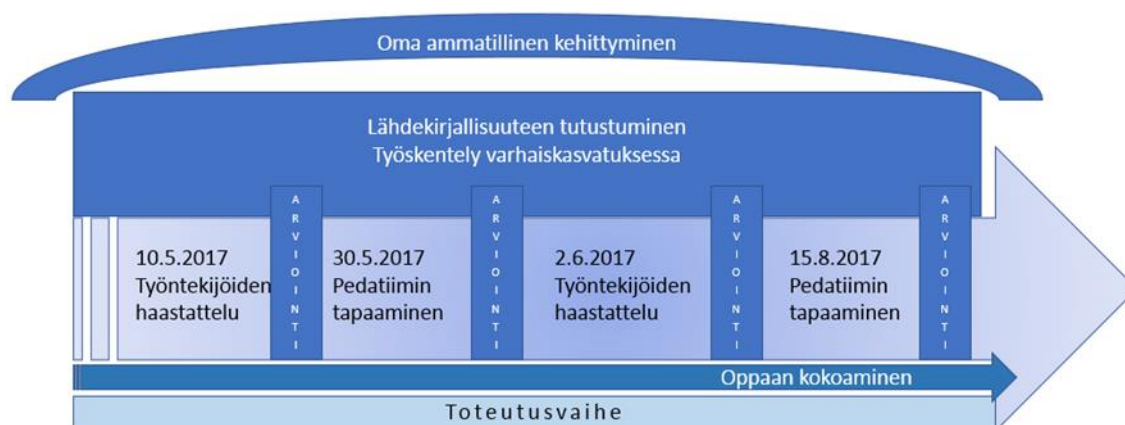 Oma ammatillinen kehittyminen
Lähdekirjallisuuteen tutustuminen
Työskentely varhaiskasvatuksessa
10.5.2017
Työntekijöiden
haastattelu
ARVIOINTI
30.5.2017
Pedatiimin
tapaaminen
ARVIOINTI
2.6.2017
Työntekijöiden
haastattelu
ARVIOINTI
15.8.2017
Pedatiimin
tapaaminen
ARVIOINTI
Oppaan kokoaminen
Toteutusvaihe